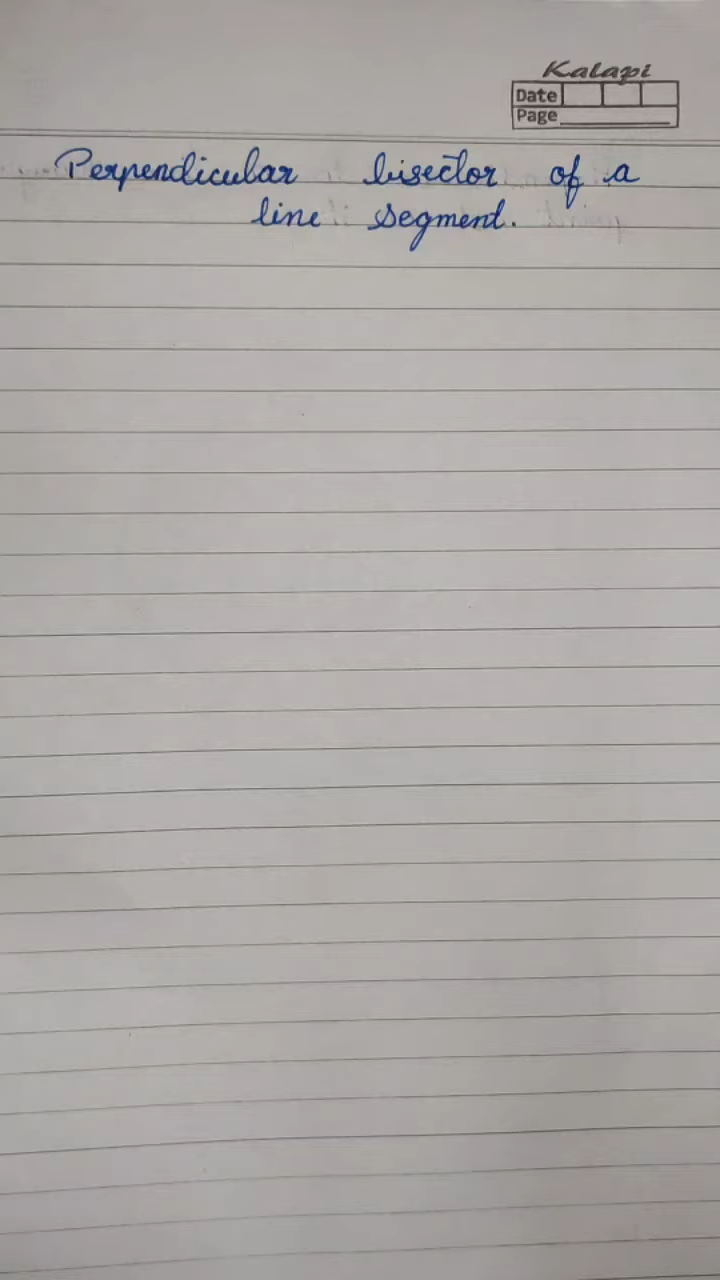 Kalapi
Date
Page
Perpendicular bisector of a
line segment.